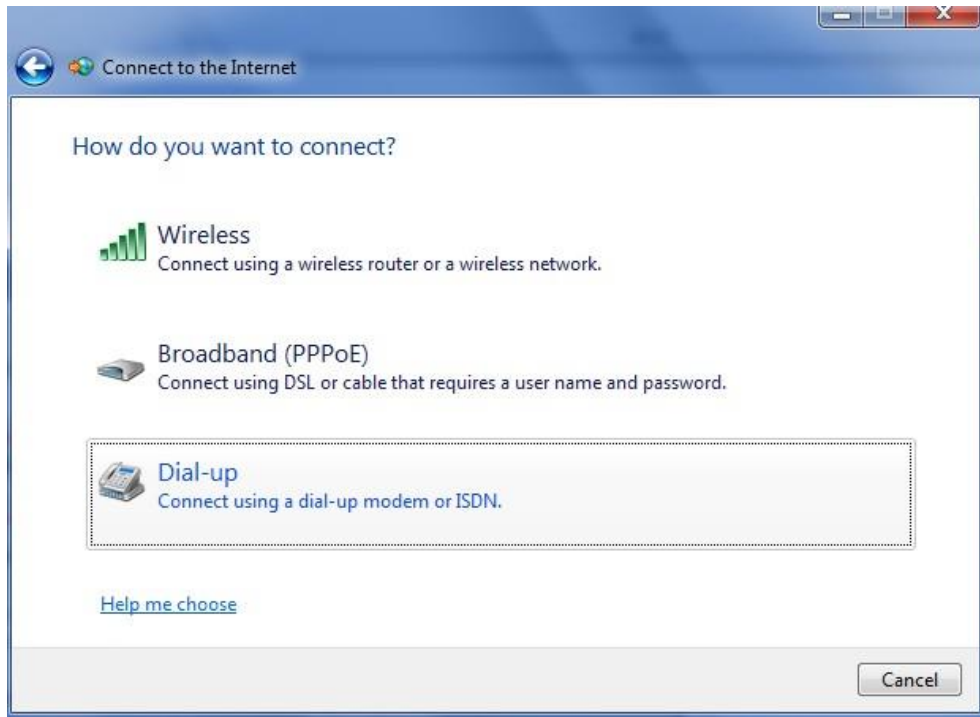 Connect to the Internet
How do you want to connect?
Wireless
Connect using a wireless router or a wireless network.
Broadband (PPPoE)
Connect using DSL or cable that requires a user name and password.
Dial-up
Connect using a dial-up modem or ISDN.
Help me choose
Cancel